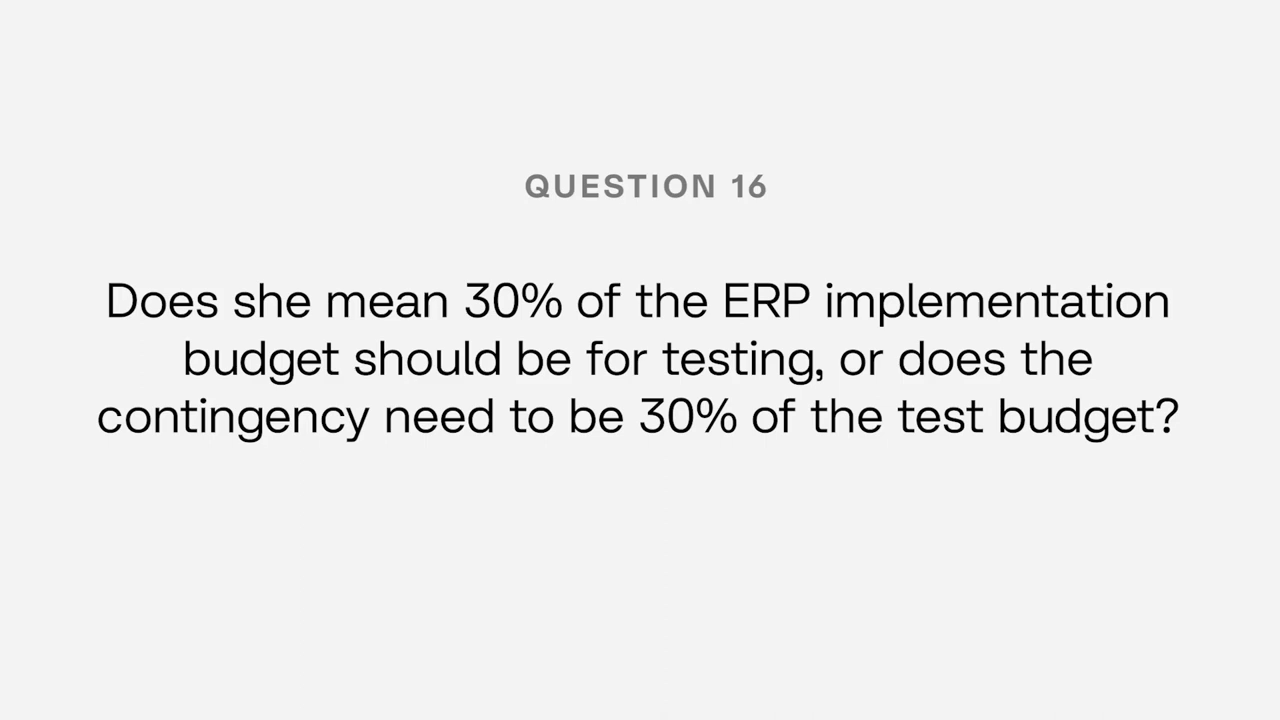 QUESTION 16
Does she mean 30% of the ERP implementation
budget should be for testing, or does the
contingency need to be 30% of the test budget?